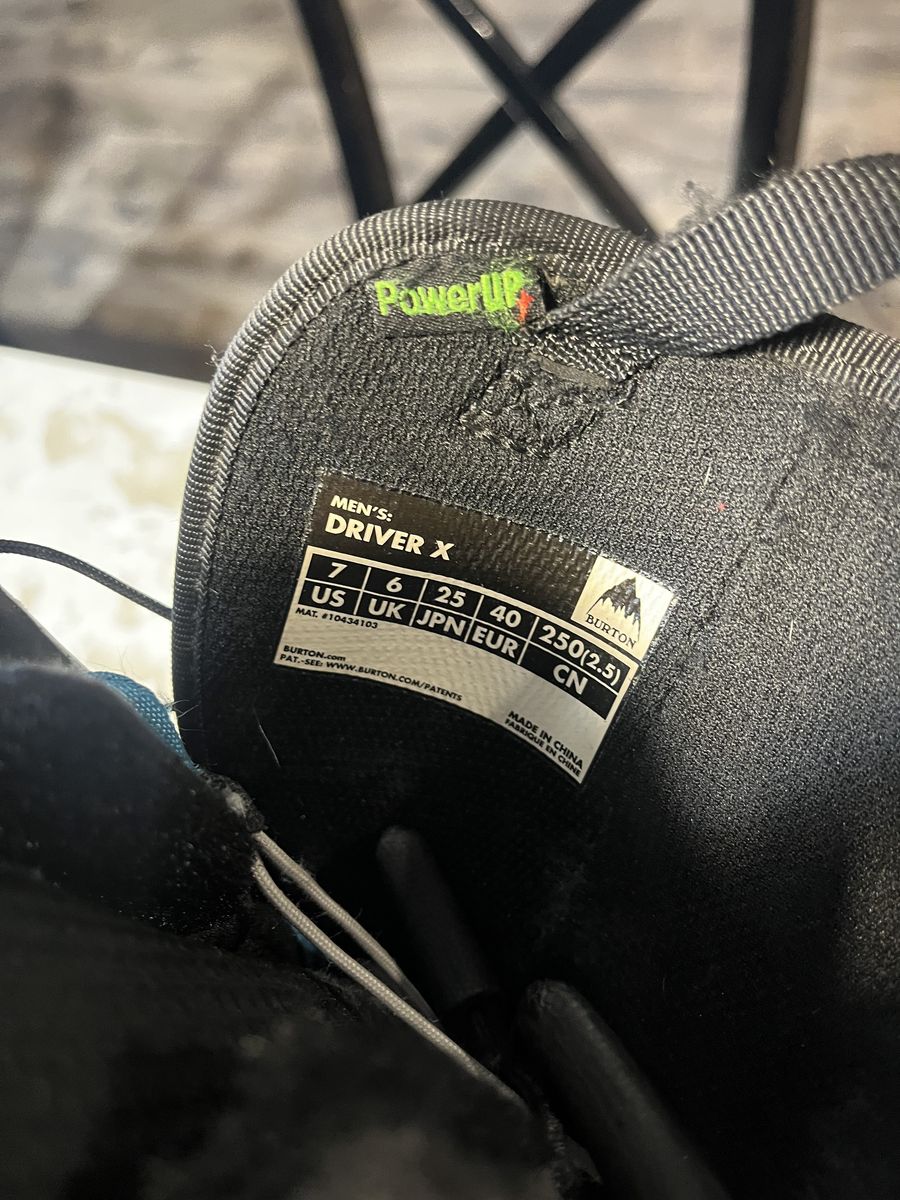 PowerUP
MEN'S:
DRIVER X
7 6 25 40 250(2.5)
US UK JPN EUR CN
MAT. #10434103
BURTON
BURTON.com
PAT.-SEE: WWW.BURTON.COM/PATENTS
MADE IN CHINA
FABRIQUE EN CHINE